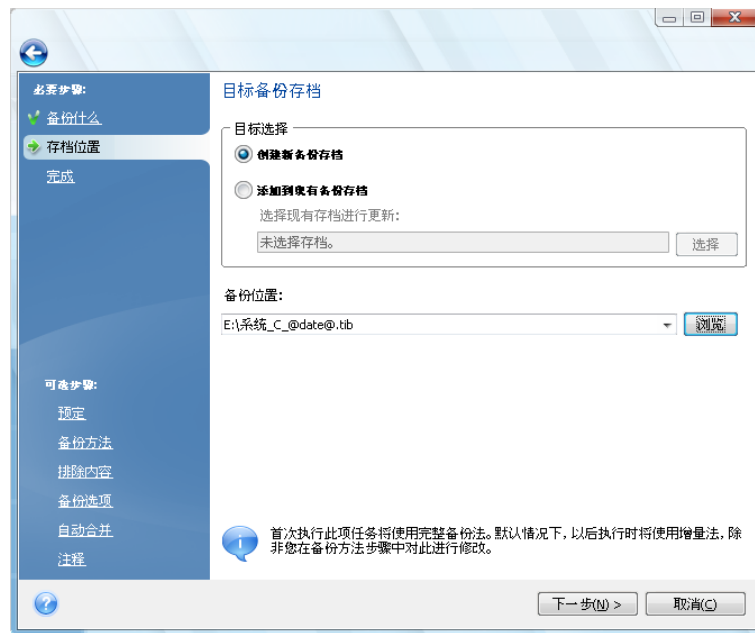 必要步骤:
备份什么
存档位置
完成
可选步骤:
预定
备份方法
排除内容
备份选项
自动合并
注释
目标备份存档
目标选择
创建新备份存档
添加到现有备份存档
选择现有存档进行更新:
未选择存档。
选择
备份位置:
E:\系统_C_@date@.tib
浏览
首次执行此项任务将使用完整备份法。默认情况下，以后执行时将使用增量法，除
非您在备份方法步骤中对此进行修改。
下一步(N) >
取消(C)